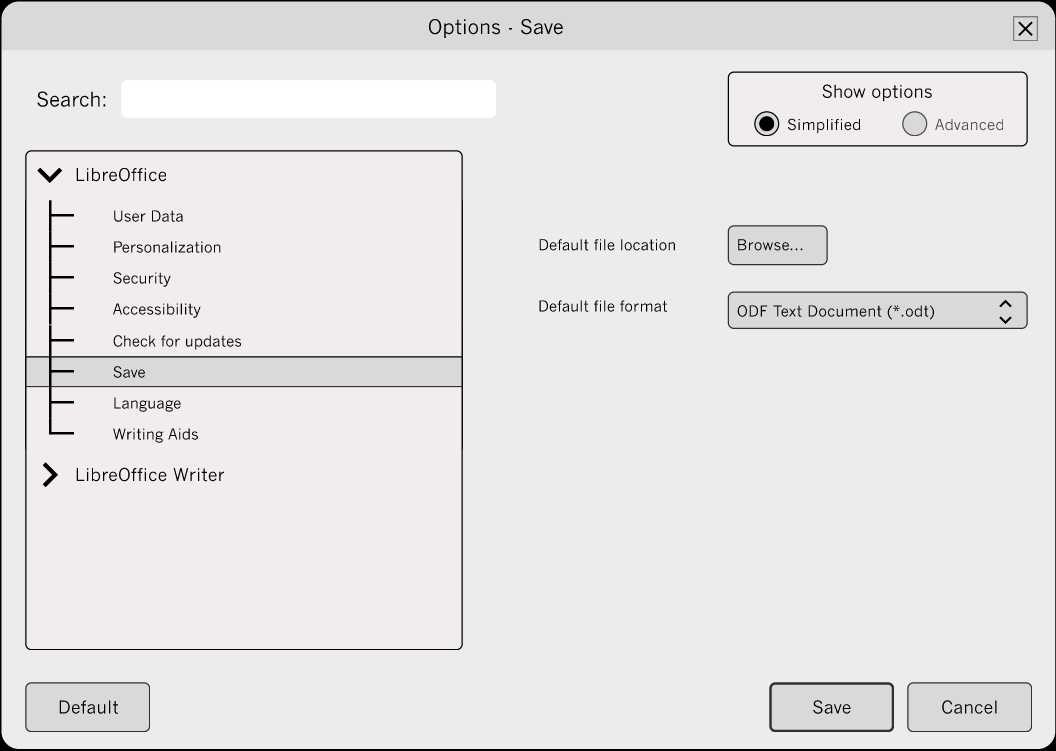 Options - Save
Search:
Show options
Simplified
Advanced
LibreOffice
User Data
Personalization
Security
Accessibility
Check for updates
Save
Language
Writing Aids
LibreOffice Writer
Default file location
Browse...
Default file format
ODF Text Document (*.odt)
Default
Save
Cancel